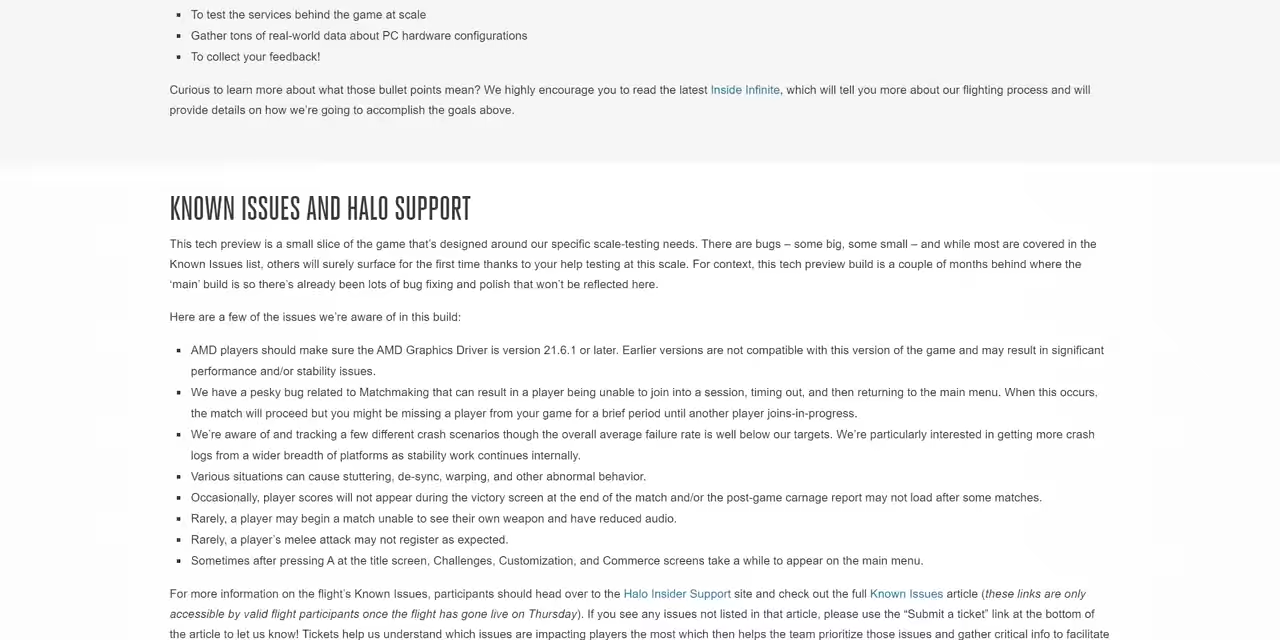 To test the services behind the game at scale
Gather tons of real-world data about PC hardware configurations
To collect your feedback!
Curious to learn more about what those bullet points mean? We highly encourage you to read the latest Inside Infinite, which will tell you more about our flighting process and will
provide details on how we’re going to accomplish the goals above.
KNOWN ISSUES AND HALO SUPPORT
This tech preview is a small slice of the game that’s designed around our specific scale-testing needs. There are bugs – some big, some small – and while most are covered in the
Known Issues list, others will surely surface for the first time thanks to your help testing at this scale. For context, this tech preview build is a couple of months behind where the
‘main’ build is so there’s already been lots of bug fixing and polish that won’t be reflected here.
Here are a few of the issues we’re aware of in this build:
AMD players should make sure the AMD Graphics Driver is version 21.6.1 or later. Earlier versions are not compatible with this version of the game and may result in significant
performance and/or stability issues.
We have a pesky bug related to Matchmaking that can result in a player being unable to join into a session, timing out, and then returning to the main menu. When this occurs,
the match will proceed but you might be missing a player from your game for a brief period until another player joins-in-progress.
We’re aware of and tracking a few different crash scenarios though the overall average failure rate is well below our targets. We’re particularly interested in getting more crash
logs from a wider breadth of platforms as stability work continues internally.
Various situations can cause stuttering, de-sync, warping, and other abnormal behavior.
Occasionally, player scores will not appear during the victory screen at the end of the match and/or the post-game carnage report may not load after some matches.
Rarely, a player may begin a match unable to see their own weapon and have reduced audio.
Rarely, a player’s melee attack may not register as expected.
Sometimes after pressing A at the title screen, Challenges, Customization, and Commerce screens take a while to appear on the main menu.
For more information on the flight’s Known Issues, participants should head over to the Halo Insider Support site and check out the full Known Issues article (these links are only
accessible by valid flight participants once the flight has gone live on Thursday). If you see any issues not listed in that article, please use the “Submit a ticket” link at the bottom of
the article to let us know! Tickets help us understand which issues are impacting players the most which then helps the team prioritize those issues and gather critical info to facilitate